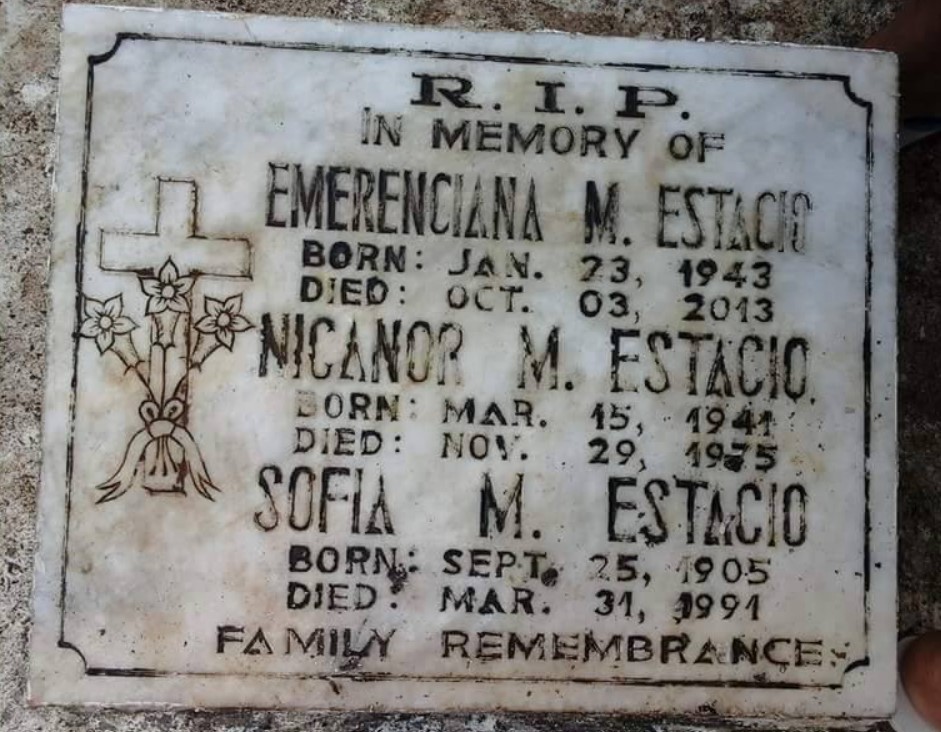 R. I. P.
IN MEMORY OF
EMERENCIANA M. ESTACIO
BORN: JAN. 23, 1943
DIED: OCT. 03, 2013
NICANOR M. ESTACIO
BORN: MAR. 15, 1941
DIED: NOV. 29, 1975
SOFIA M. ESTACIO
BORN: SEPT. 25, 1905
DIED: MAR. 31, 1991
FAMILY REMEMBRANCE